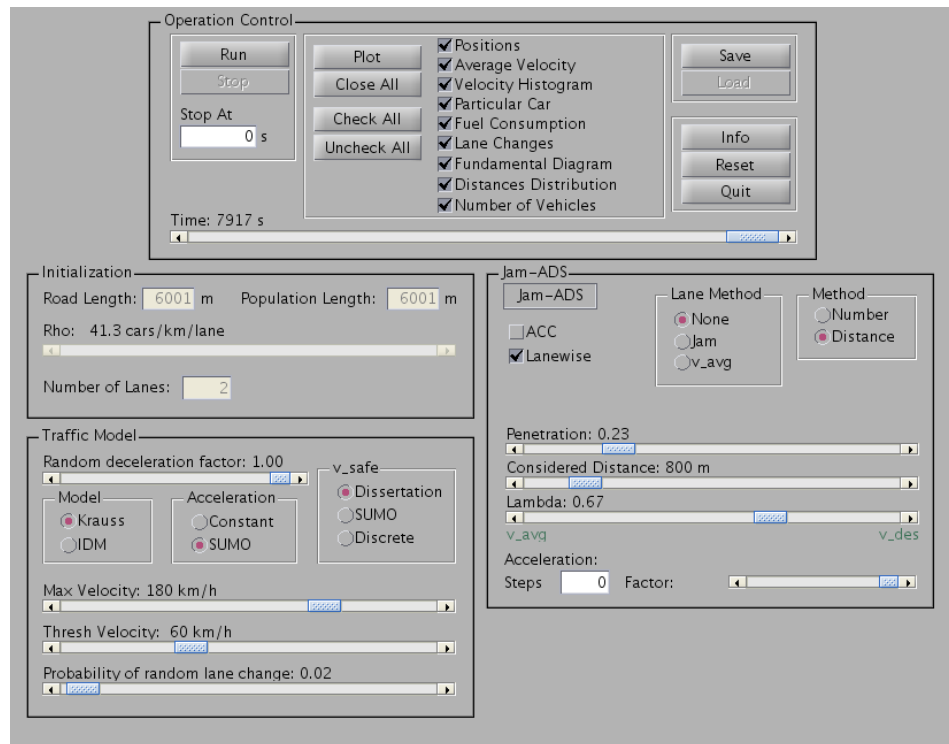 Operation Control
Run
Stop
Stop At
0 s
Plot
Close All
Check All
Uncheck All
Positions
Average Velocity
Velocity Histogram
Particular Car
Fuel Consumption
Lane Changes
Fundamental Diagram
Distances Distribution
Number of Vehicles
Save
Load
Info
Reset
Quit
Time: 7917 s
Initialization
Road Length: 6001 m Population Length: 6001 m
Rho: 41.3 cars/km/lane
Number of Lanes: 2
Traffic Model
Random deceleration factor: 1.00
Model
Krauss
IDM
Acceleration
Constant
SUMO
v_safe
Dissertation
SUMO
Discrete
Max Velocity: 180 km/h
Thresh Velocity: 60 km/h
Probability of random lane change: 0.02
Jam-ADS
Jam-ADS
ACC
Lanewise
Lane Method
None
Jam
v_avg
Method
Number
Distance
Penetration: 0.23
Considered Distance: 800 m
Lambda: 0.67
v_avg v_des
Acceleration:
Steps 0 Factor: